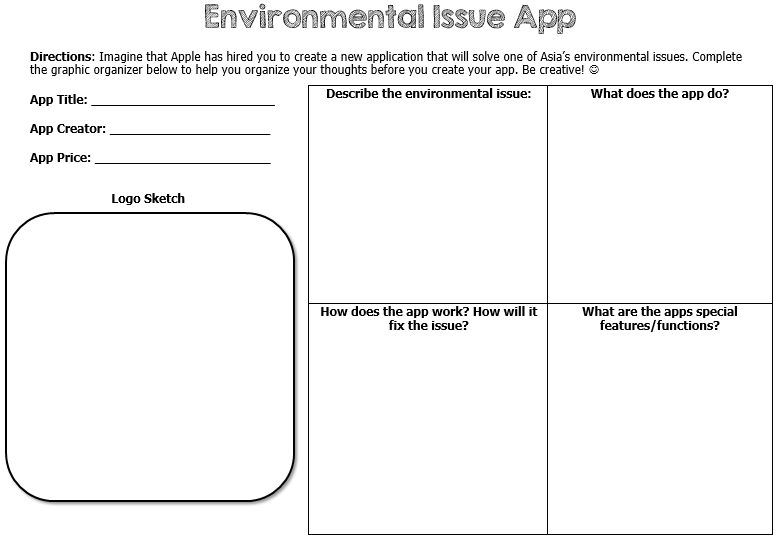 Environmental Issue App
Directions: Imagine that Apple has hired you to create a new application that will solve one of Asia’s environmental issues. Complete
the graphic organizer below to help you organize your thoughts before you create your app. Be creative! ☺
App Title: ____________________________
App Creator: ________________________
App Price: ___________________________
Logo Sketch
Describe the environmental issue:
What does the app do?
How does the app work? How will it
fix the issue?
What are the apps special
features/functions?